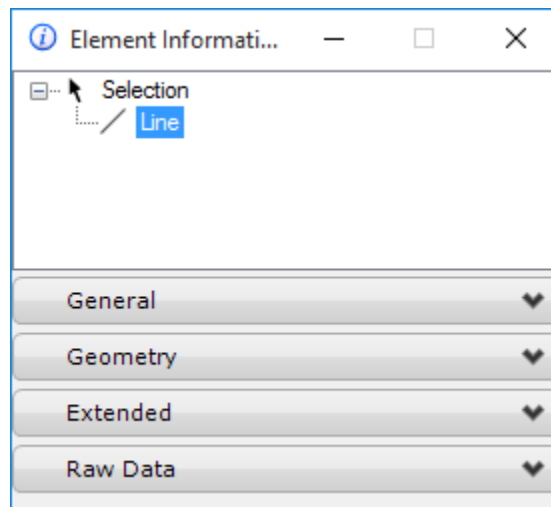 Element Informati...
Selection
Line
General
Geometry
Extended
Raw Data